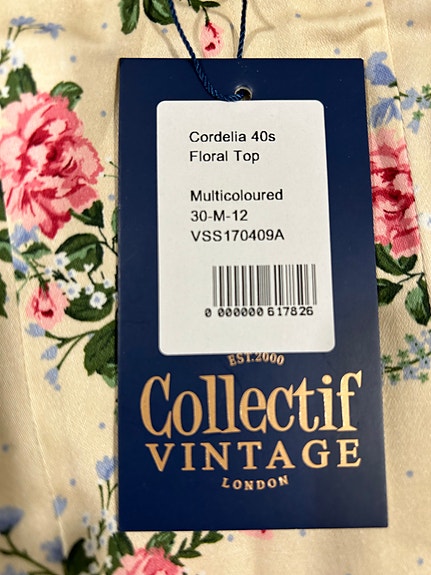 Cordelia 40s
Floral Top
Multicoloured
30-M-12
VSS170409A
0 000000 617826
EST.2000
Collectif
VINTAGE
LONDON